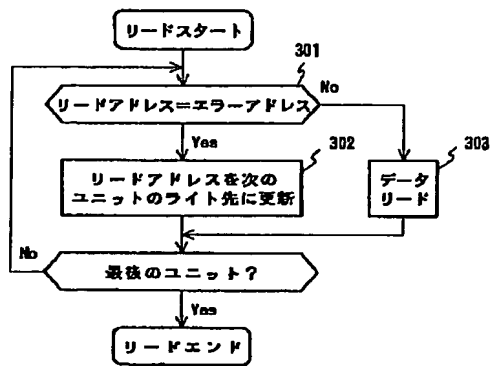 リードスタート
301
リードアドレス=エラーアドレス
No
Yes
302
303
リードアドレスを次の
ユニットのライト先に更新
データ
リード
No
最後のユニット?
Yes
リードエンド